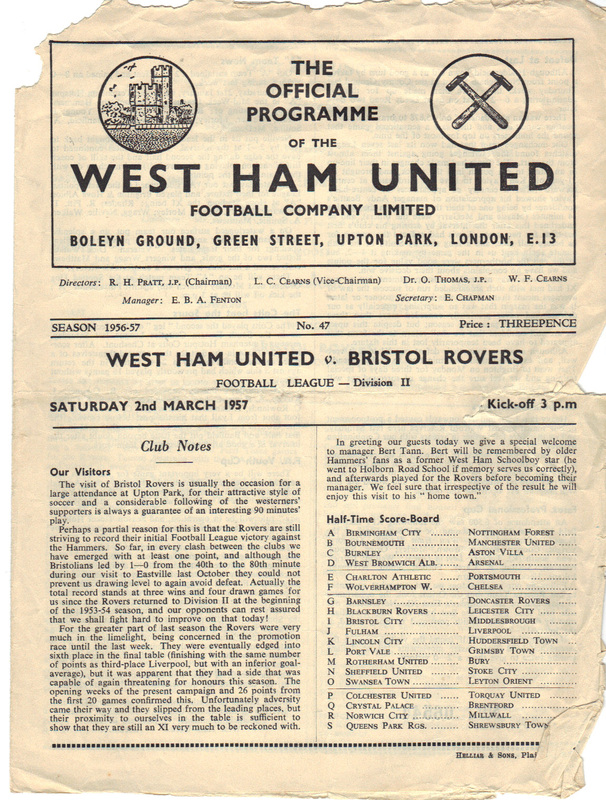 THE
OFFICIAL
PROGRAMME
OF THE
WEST HAM UNITED
FOOTBALL COMPANY LIMITED
BOLEYN GROUND, GREEN STREET, UPTON PARK, LONDON, E.13
Directors: R. H. PRATT, J.P. (Chairman) L. C. CEARNS (Vice-Chairman) Dr. O. THOMAS, J.P. W. F. CEARNS
Manager: E. B. A. FENTON Secretary: E. CHAPMAN
SEASON 1956-57 No. 47 Price: THREEPENCE
WEST HAM UNITED v. BRISTOL ROVERS
FOOTBALL LEAGUE — Division II
SATURDAY 2nd MARCH 1957 Kick-off 3 p.m
Club Notes
Our Visitors
The visit of Bristol Rovers is usually the occasion for a
large attendance at Upton Park, for their attractive style of
soccer and a considerable following of the westerners'
supporters is always a guarantee of an interesting 90 minutes'
play.
Perhaps a partial reason for this is that the Rovers are still
striving to record their initial Football League victory against
the Hammers. So far, in every clash between the clubs we
have emerged with at least one point, and although the
Bristolians led by 1—0 from the 40th to the 80th minute
during our visit to Eastville last October they could not
prevent us drawing level to again avoid defeat. Actually the
total record stands at three wins and four drawn games for
us since the Rovers returned to Division II at the beginning
of the 1953-54 season, and our opponents can rest assured
that we shall fight hard to improve on that today!
For the greater part of last season the Rovers were very
much in the limelight, being concerned in the promotion
race until the last week. They were eventually edged into
sixth place in the final table (finishing with the same number
of points as third-place Liverpool, but with an inferior goal-
average), but it was apparent that they had a side that was
capable of again threatening for honours this season. The
opening weeks of the present campaign and 26 points from
the first 20 games confirmed this. Unfortunately adversity
came their way and they slipped from the leading places, but
their proximity to ourselves in the table is sufficient to
show that they are still an XI very much to be reckoned with.
In greeting our guests today we give a special welcome
to manager Bert Tann. Bert will be remembered by older
Hammers' fans as a former West Ham Schoolboy star (he
went to Holborn Road School if memory serves us correctly),
and afterwards played for the Rovers before becoming their
manager. We feel sure that irrespective of the result he will
enjoy this visit to his "home town."
Half-Time Score-Board
A BIRMINGHAM CITY ...... NOTTINGHAM FOREST ......
B BOURNEMOUTH ...... MANCHESTER UNITED ......
C BURNLEY ...... ASTON VILLA ......
D WEST BROMWICH ALB. ...... ARSENAL ......
E CHARLTON ATHLETIC ...... PORTSMOUTH ......
F WOLVERHAMPTON W. ...... CHELSEA ......
G BARNSLEY ...... DONCASTER ROVERS ......
H BLACKBURN ROVERS ...... LEICESTER CITY ......
I BRISTOL CITY ...... MIDDLESBROUGH ......
J FULHAM ...... LIVERPOOL ......
K LINCOLN CITY ...... HUDDERSFIELD TOWN ......
L PORT VALE ...... GRIMSBY TOWN ......
M ROTHERHAM UNITED ...... BURY ......
N SHEFFIELD UNITED ...... STOKE CITY ......
O SWANSEA TOWN ...... LEYTON ORIENT ......
P COLCHESTER UNITED ...... TORQUAY UNITED ......
Q CRYSTAL PALACE ...... BRENTFORD ......
R NORWICH CITY ...... MILLWALL ......
S QUEENS PARK RGS. ...... SHREWSBURY TOWN
HELLIAR & SONS,